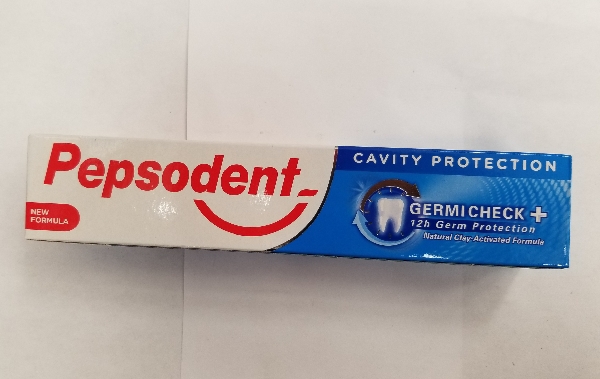 Pepsodent
NEW
FORMULA
CAVITY PROTECTION
GERMICHECK +
12h Germ Protection
Natural Clay-Activated Formula